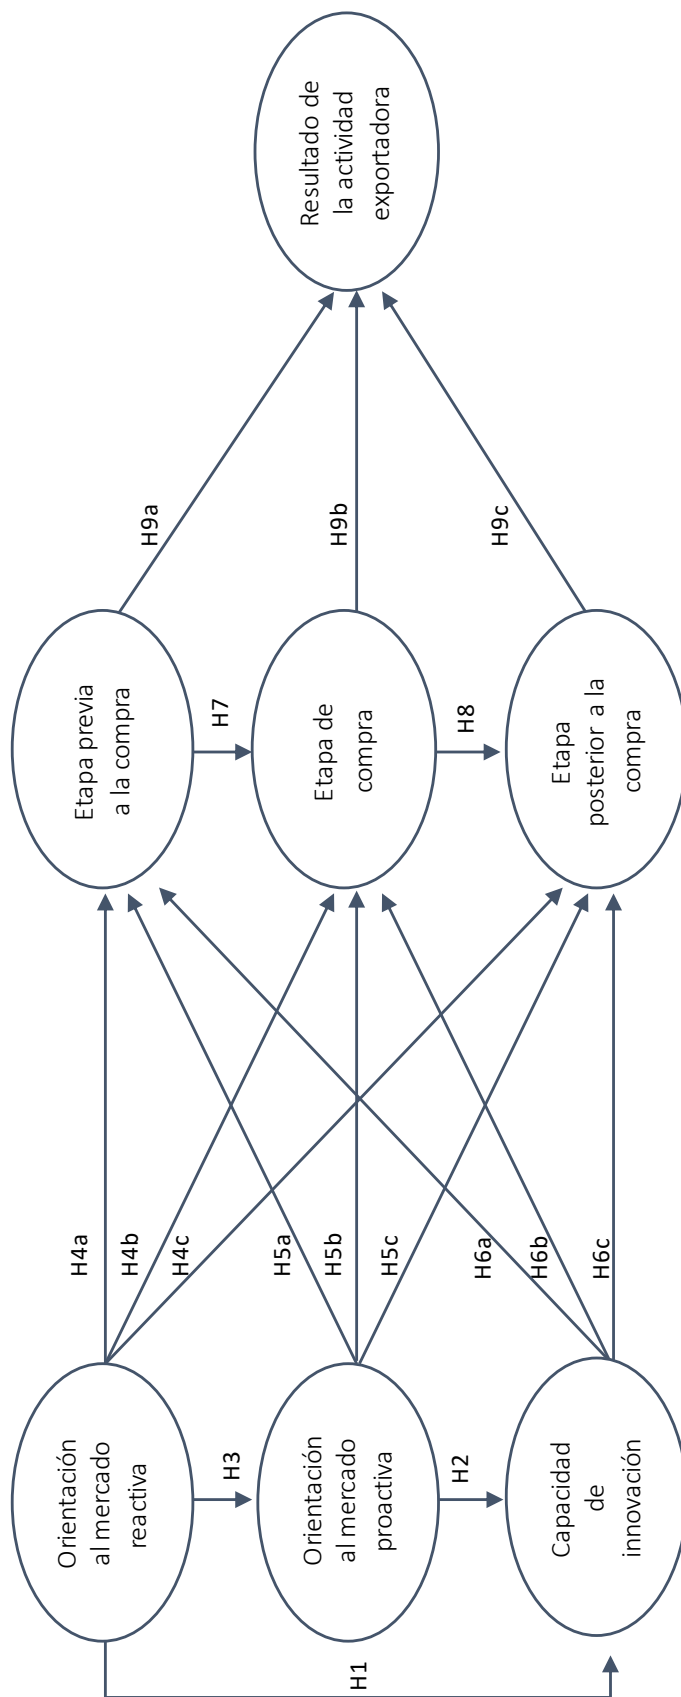 Orientación
al mercado
reactiva
H3
Orientación
al mercado
proactiva
H2
Capacidad
de
innovación
H1
H4a
H4b
H4c
H5a
H5b
H5c
H6a
H6b
H6c
Etapa previa
a la compra
H7
Etapa de
compra
H8
Etapa
posterior a la
compra
H9a
H9b
H9c
Resultado de
la actividad
exportadora